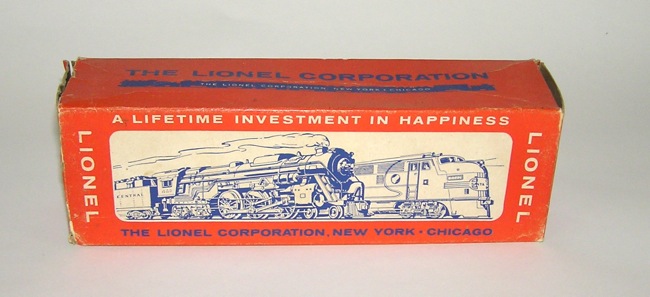 THE LIONEL CORPORATION
THE LIONEL CORPORATION, NEW YORK • CHICAGO
A LIFETIME INVESTMENT IN HAPPINESS
LIONEL
LIONEL
CENTRAL
THE LIONEL CORPORATION, NEW YORK • CHICAGO